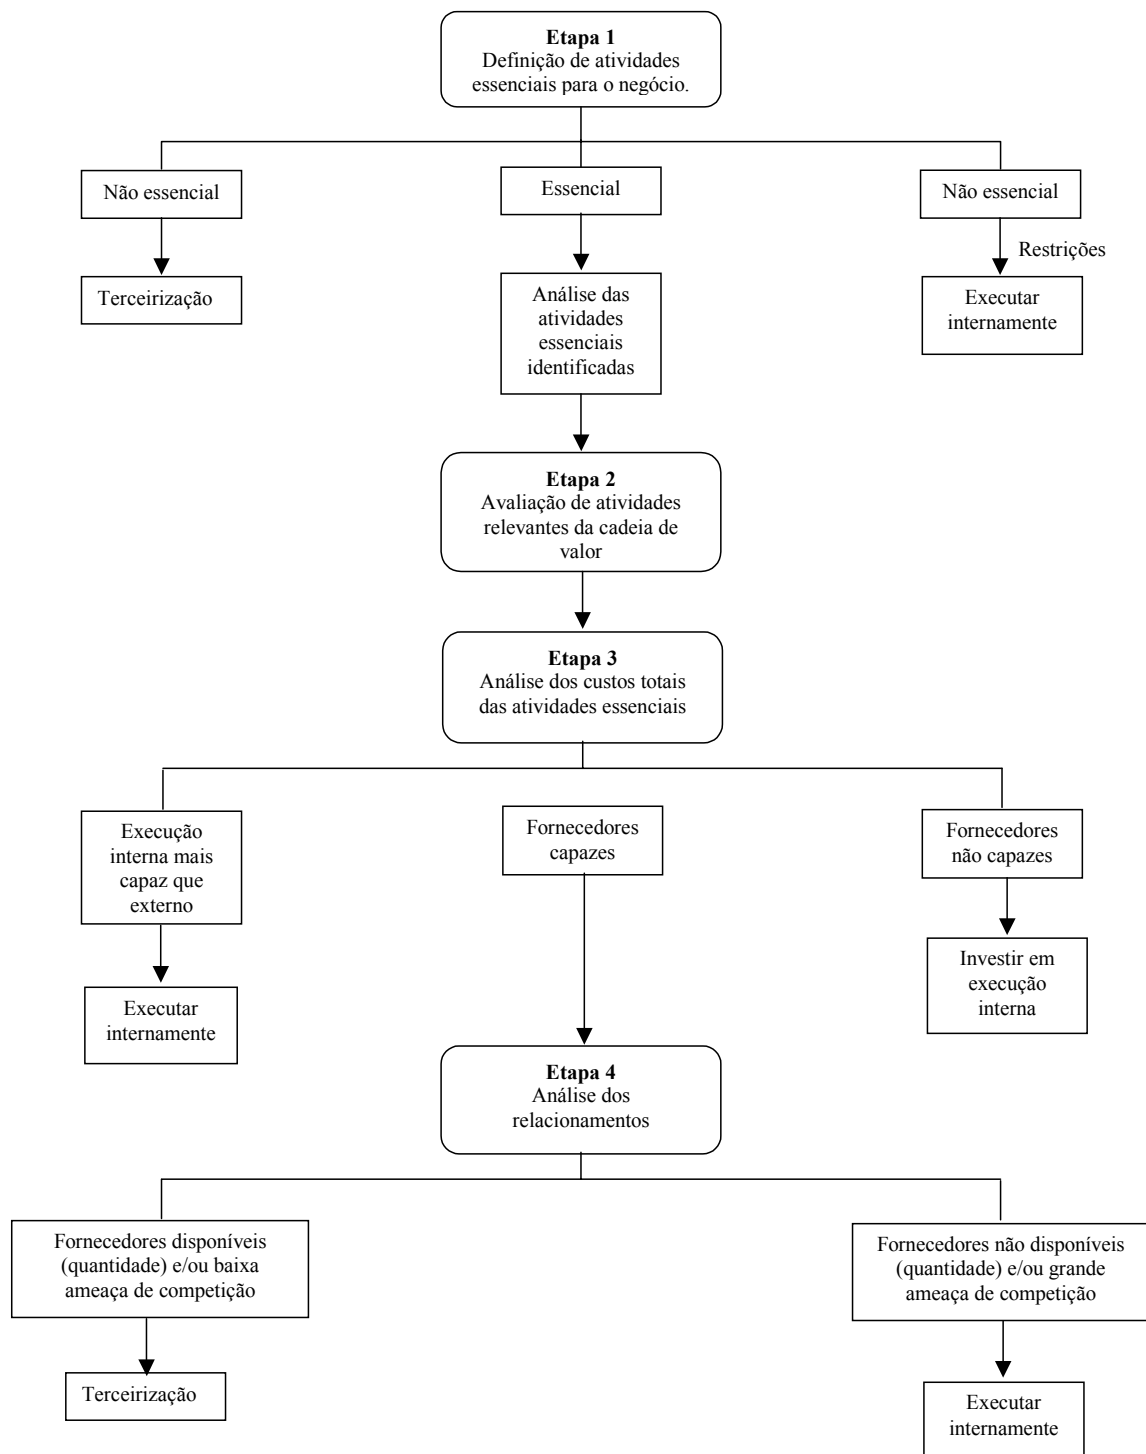 Etapa 1
Definição de atividades
essenciais para o negócio.
Não essencial
Essencial
Não essencial
Restrições
Terceirização
Análise das
atividades
essenciais
identificadas
Executar
internamente
Etapa 2
Avaliação de atividades
relevantes da cadeia de
valor
Etapa 3
Análise dos custos totais
das atividades essenciais
Execução
interna mais
capaz que
externo
Fornecedores
capazes
Fornecedores
não capazes
Executar
internamente
Investir em
execução
interna
Etapa 4
Análise dos
relacionamentos
Fornecedores disponíveis
(quantidade) e/ou baixa
ameaça de competição
Fornecedores não disponíveis
(quantidade) e/ou grande
ameaça de competição
Terceirização
Executar
internamente